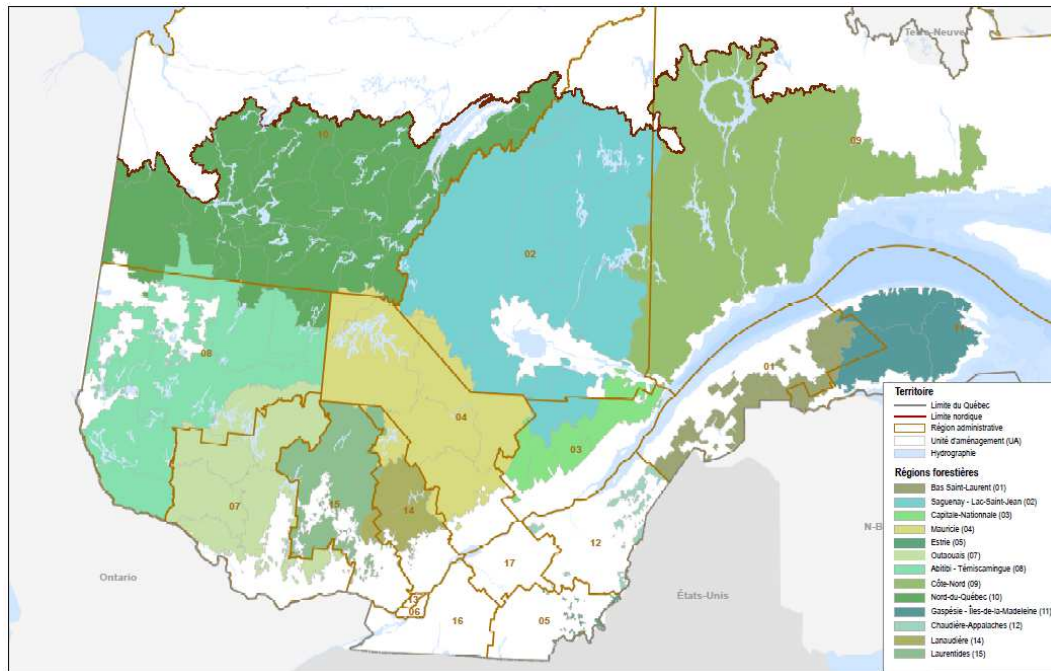 Terre-Neuve
10
09
02
11
01
08
04
03
07
15
14
12
17
13
06
16
05
Ontario
États-Unis
N-B
Territoire
Limite du Québec
Limite nordique
Région administrative
Unité d'aménagement (UA)
Hydrographie
Régions forestières
Bas Saint-Laurent (01)
Saguenay - Lac-Saint-Jean (02)
Capitale-Nationnale (03)
Mauricie (04)
Estrie (05)
Outaouais (07)
Abitibi - Témiscamingue (08)
Côte-Nord (09)
Nord-du-Québec (10)
Gaspésie - Îles-de-la-Madeleine (11)
Chaudière-Appalaches (12)
Lanaudière (14)
Laurentides (15)